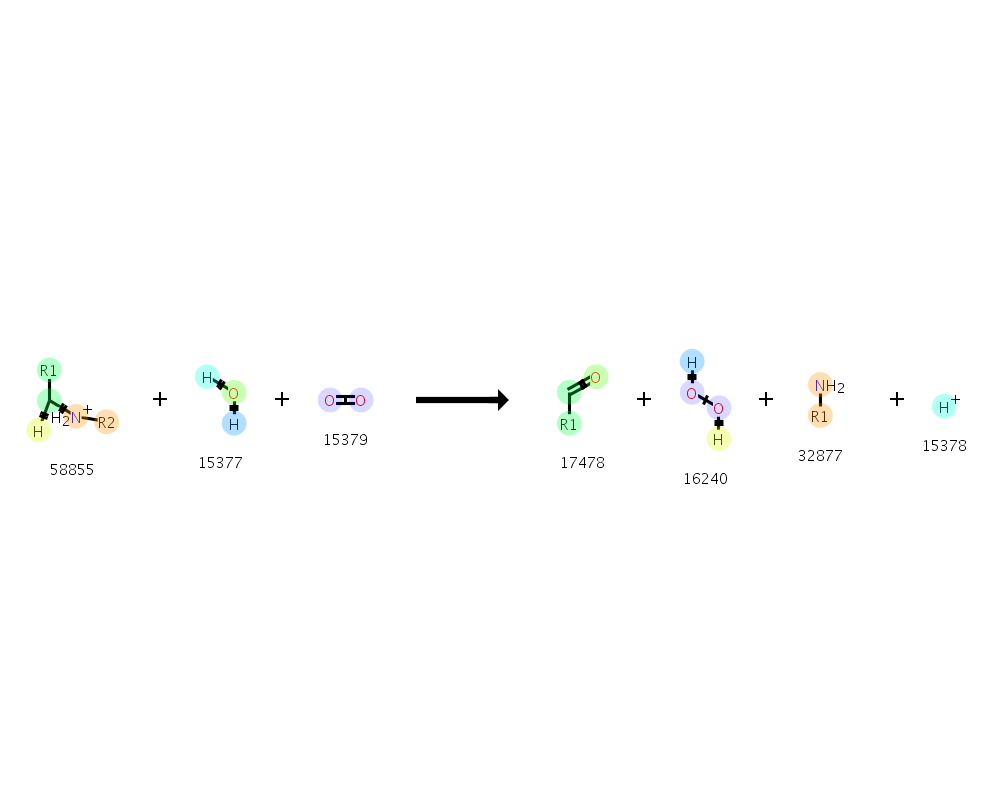 R1
H
H2N+
R2
58855
+
H
O
H
15377
+
O
O
15379
O
R1
17478
+
H
O
O
H
16240
+
NH2
R1
32877
+
H+
15378